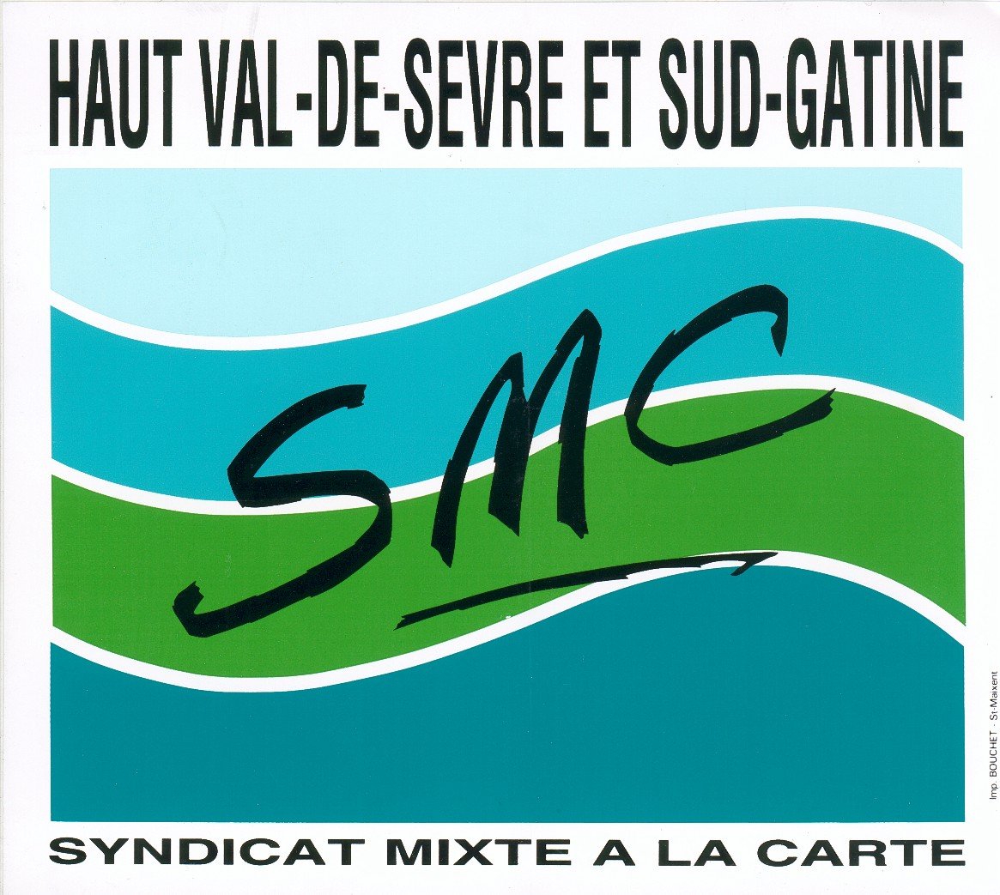 HAUT VAL-DE-SEVRE ET SUD-GATINE
SMC
SYNDICAT MIXTE A LA CARTE
Imp. BOUCHET - St-Maixent